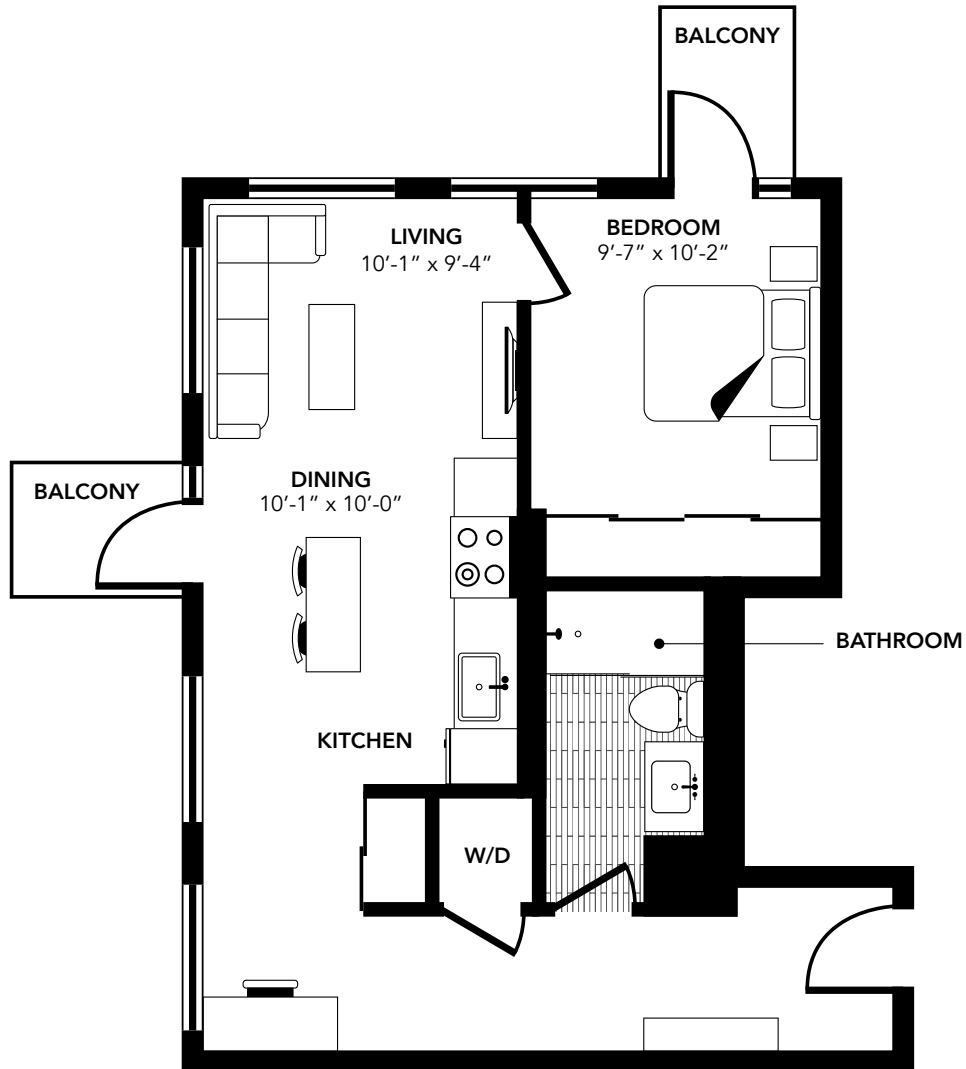 BALCONY
LIVING
10’-1” x 9’-4”
BEDROOM
9’-7” x 10’-2”
BALCONY
DINING
10’-1” x 10’-0”
BATHROOM
KITCHEN
W/D